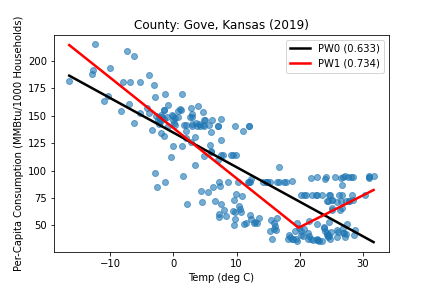 County: Gove, Kansas (2019)
Per-Capita Consumption (MMBtu/1000 Households)
200
175
150
125
100
75
50
PW0 (0.633)
PW1 (0.734)
−10
0
10
20
30
Temp (deg C)